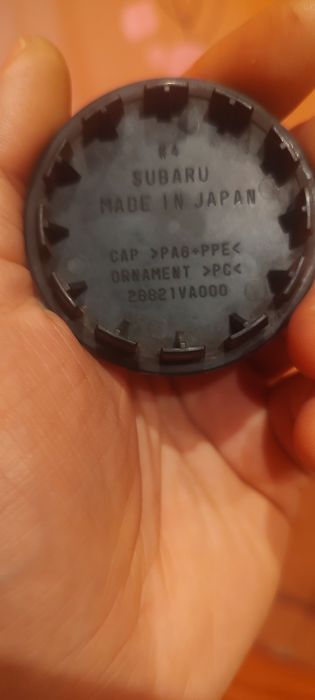 #4
SUBARU
MADE IN JAPAN
CAP >PA6+PPE<
ORNAMENT >PC<
28821VA000